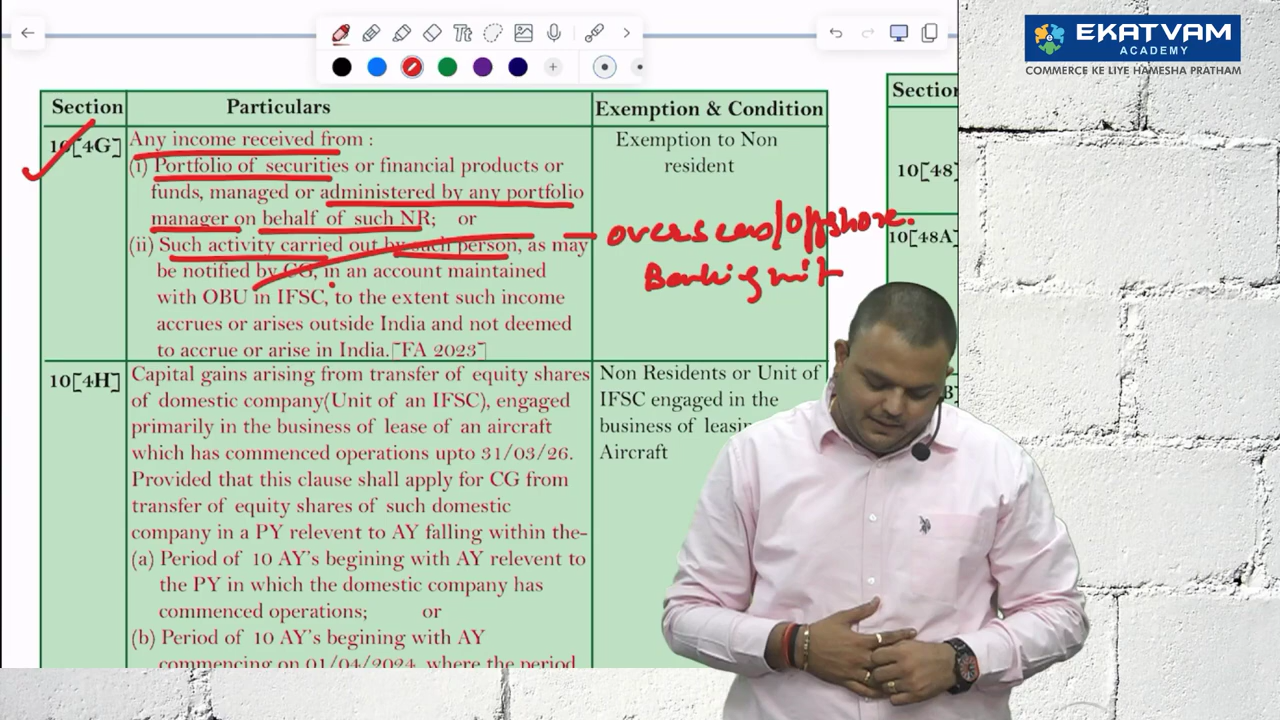 EKATVAM
ACADEMY
COMMERCE KE LIYE HAMESHA PRATHAM
Tt
Section
Particulars
Exemption & Condition
10[4G]
Any income received from :
(i) Portfolio of securities or financial products or
funds, managed or administered by any portfolio
manager on behalf of such NR; or
(ii) Such activity carried out by such person, as may
be notified by CG, in an account maintained
with OBU in IFSC, to the extent such income
accrues or arises outside India and not deemed
to accrue or arise in India.[FA 2023]
Exemption to Non
resident
overseas/Offshore.
Banking unit
10[4H]
Capital gains arising from transfer of equity shares
of domestic company(Unit of an IFSC), engaged
primarily in the business of lease of an aircraft
which has commenced operations upto 31/03/26.
Provided that this clause shall apply for CG from
transfer of equity shares of such domestic
company in a PY relevent to AY falling within the-
(a) Period of 10 AY's begining with AY relevent to
the PY in which the domestic company has
commenced operations; or
(b) Period of 10 AY's begining with AY
commencing on 01/04/2024, where the period
Non Residents or Unit of
IFSC engaged in the
business of leasin
Aircraft
Section
10[48]
10[48A]